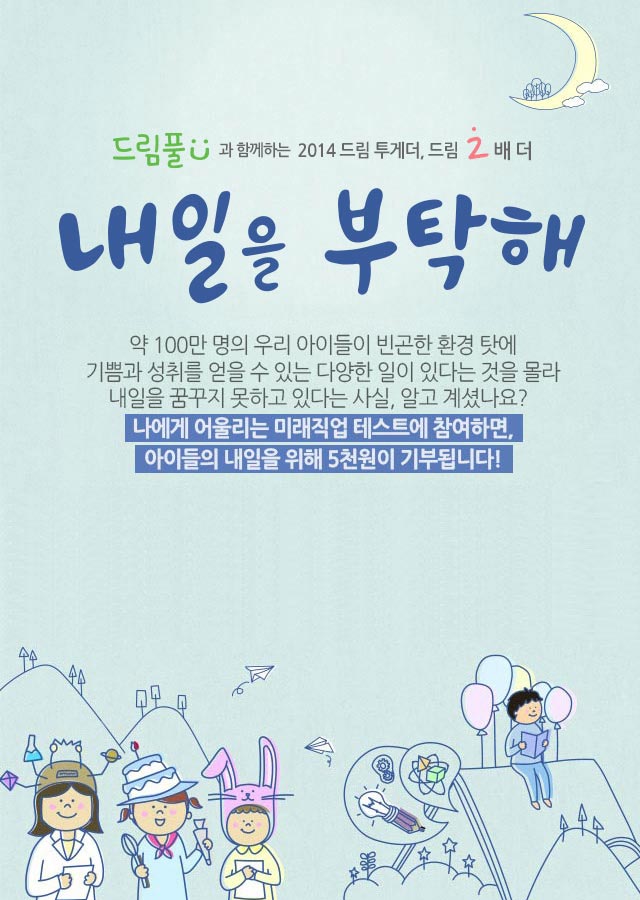 드림풀 과 함께하는 2014 드림 투게더, 드림 2 배 더
내일을 부탁해
약 100만 명의 우리 아이들이 빈곤한 환경 탓에
기쁨과 성취를 얻을 수 있는 다양한 일이 있다는 것을 몰라
내일을 꿈꾸지 못하고 있다는 사실, 알고 계셨나요?
나에게 어울리는 미래직업 테스트에 참여하면,
아이들의 내일을 위해 5천원이 기부됩니다!